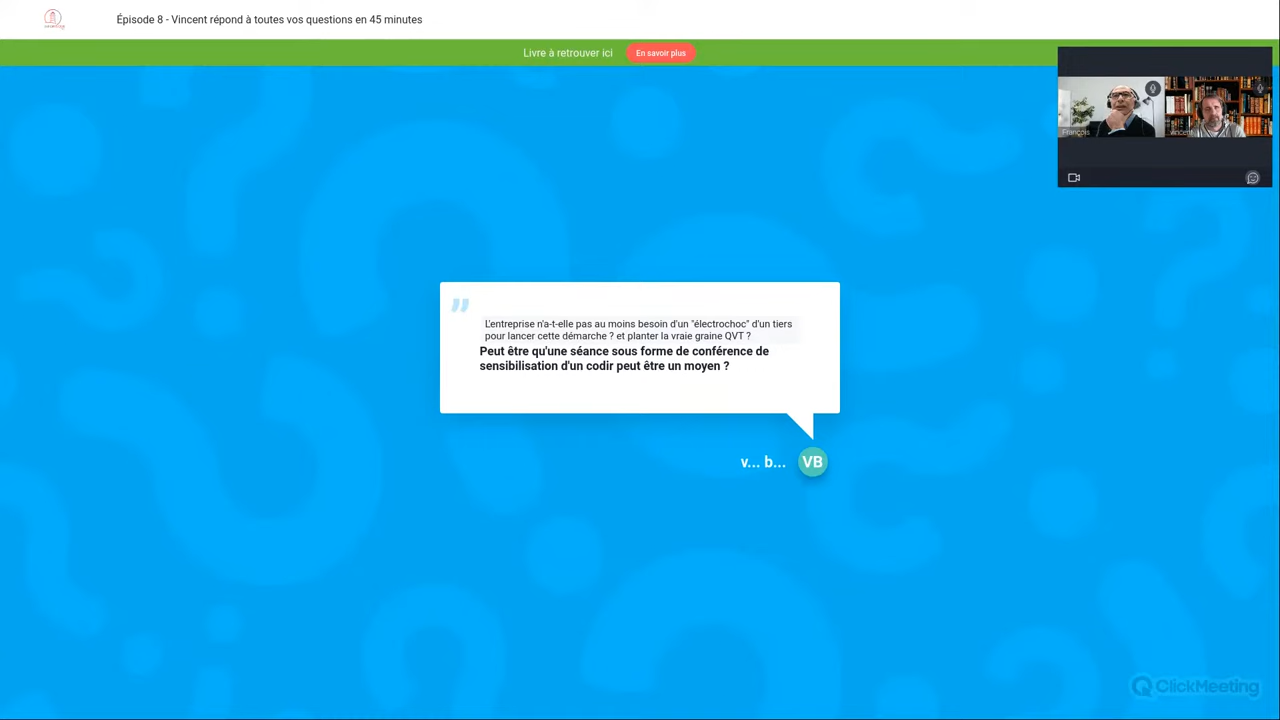 Épisode 8 - Vincent répond à toutes vos questions en 45 minutes
Livre à retrouver ici
En savoir plus
François
vincent
L'entreprise n'a-t-elle pas au moins besoin d'un "électrochoc" d'un tiers
pour lancer cette démarche ? et planter la vraie graine QVT ?
Peut être qu'une séance sous forme de conférence de
sensibilisation d'un codir peut être un moyen ?
v... b...
VB
ClickMeeting